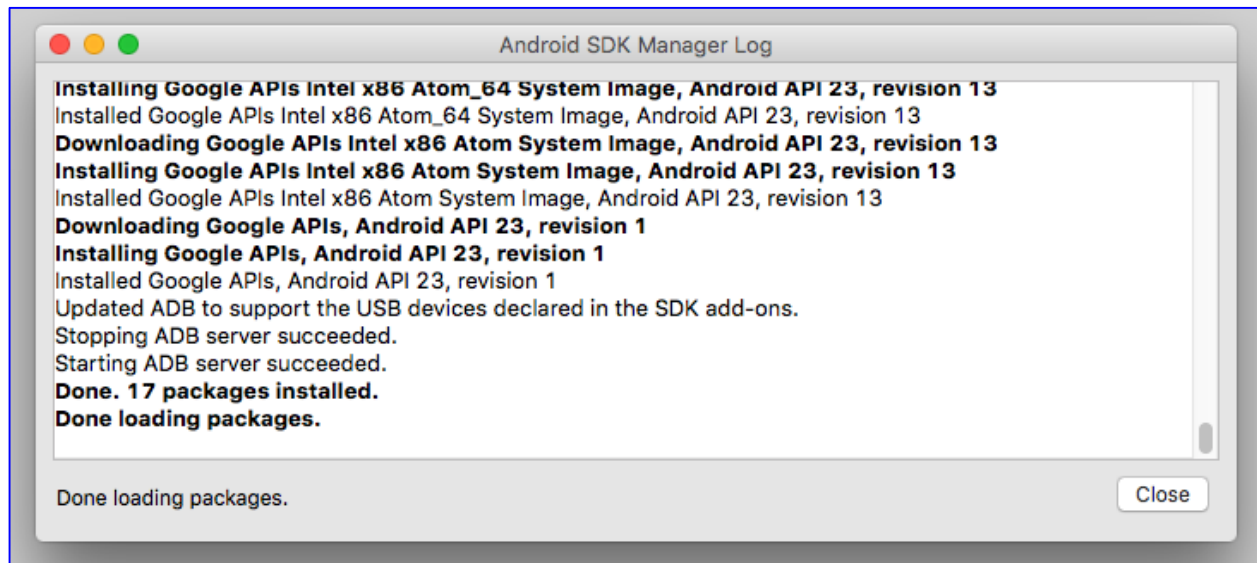 Android SDK Manager Log
Installing Google APIs Intel x86 Atom_64 System Image, Android API 23, revision 13
Installed Google APIs Intel x86 Atom_64 System Image, Android API 23, revision 13
Downloading Google APIs Intel x86 Atom System Image, Android API 23, revision 13
Installing Google APIs Intel x86 Atom System Image, Android API 23, revision 13
Installed Google APIs Intel x86 Atom System Image, Android API 23, revision 13
Downloading Google APIs, Android API 23, revision 1
Installing Google APIs, Android API 23, revision 1
Installed Google APIs, Android API 23, revision 1
Updated ADB to support the USB devices declared in the SDK add-ons.
Stopping ADB server succeeded.
Starting ADB server succeeded.
Done. 17 packages installed.
Done loading packages.
Done loading packages.
Close